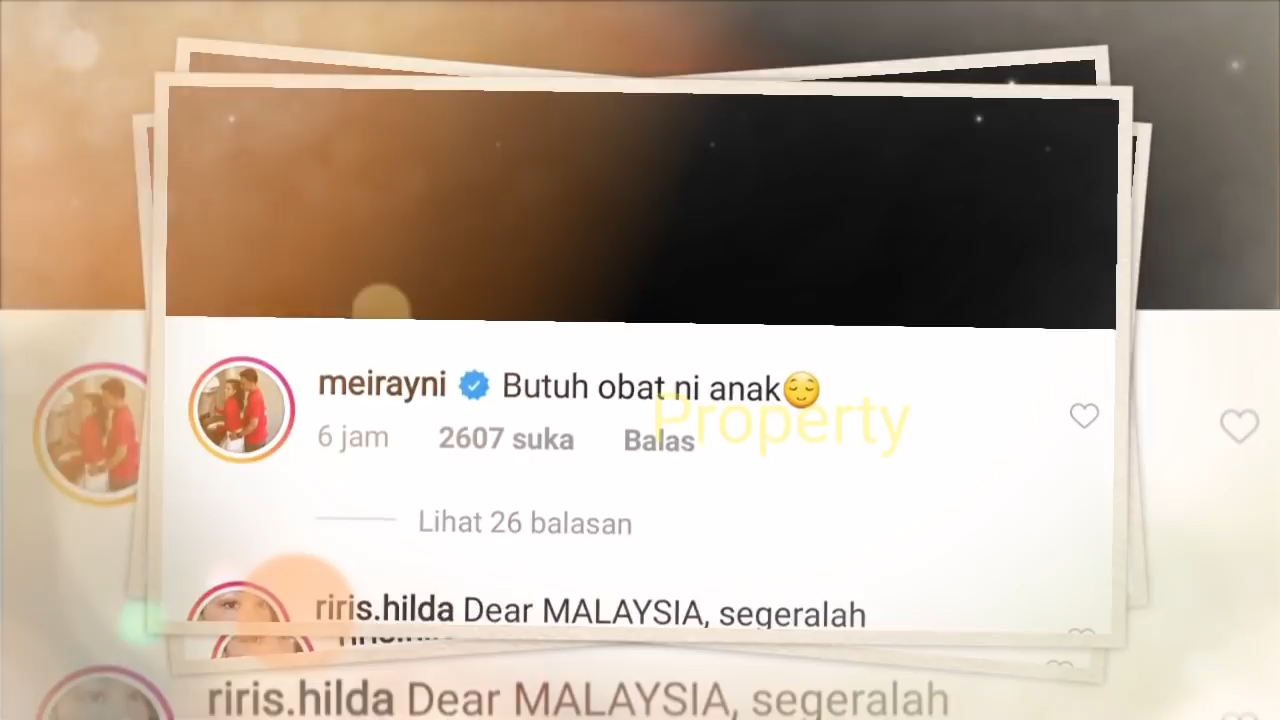 meirayni Butuh obat ni anak😌
6 jam 2607 suka Balas
Property
Lihat 26 balasan
riris.hilda Dear MALAYSIA, segeralah
riris.hilda Dear MALAYSIA, segeralah